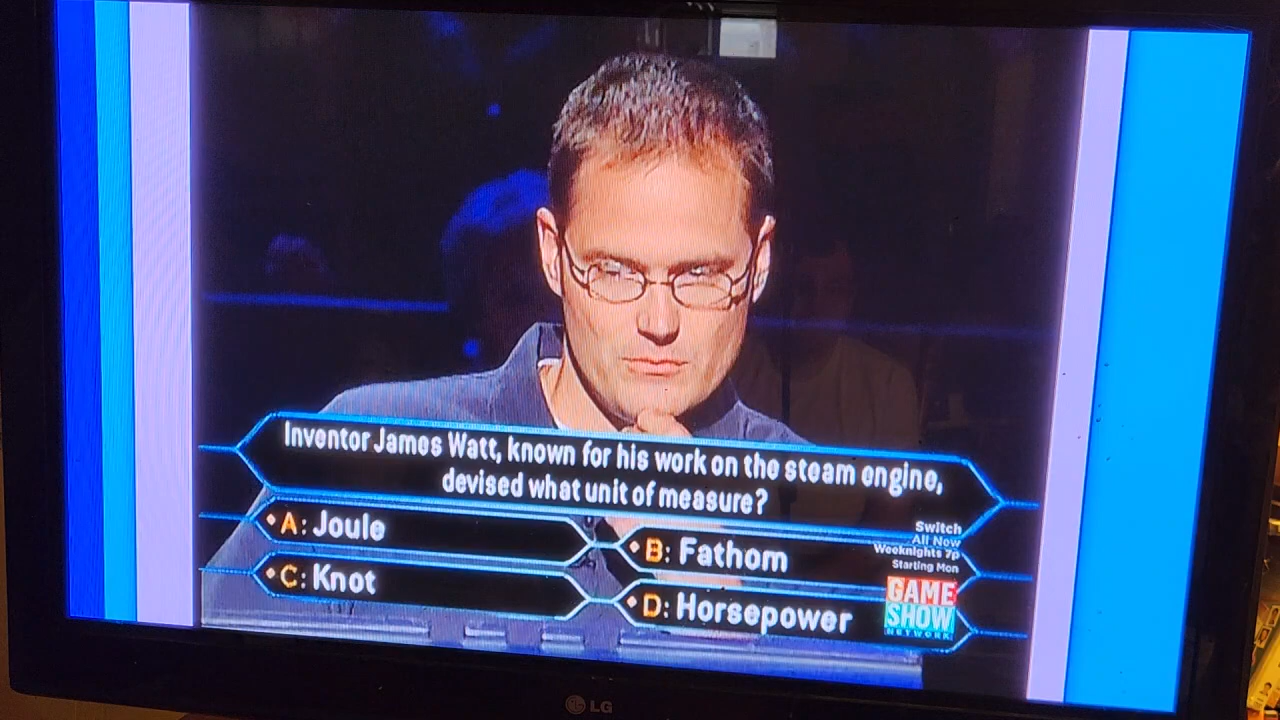 Inventor James Watt, known for his work on the steam engine,
devised what unit of measure?
A: Joule
B: Fathom
C: Knot
D: Horsepower
Switch
All New
Weeknights 7p
Starting Mon
GAME
SHOW
NETWORK
LG